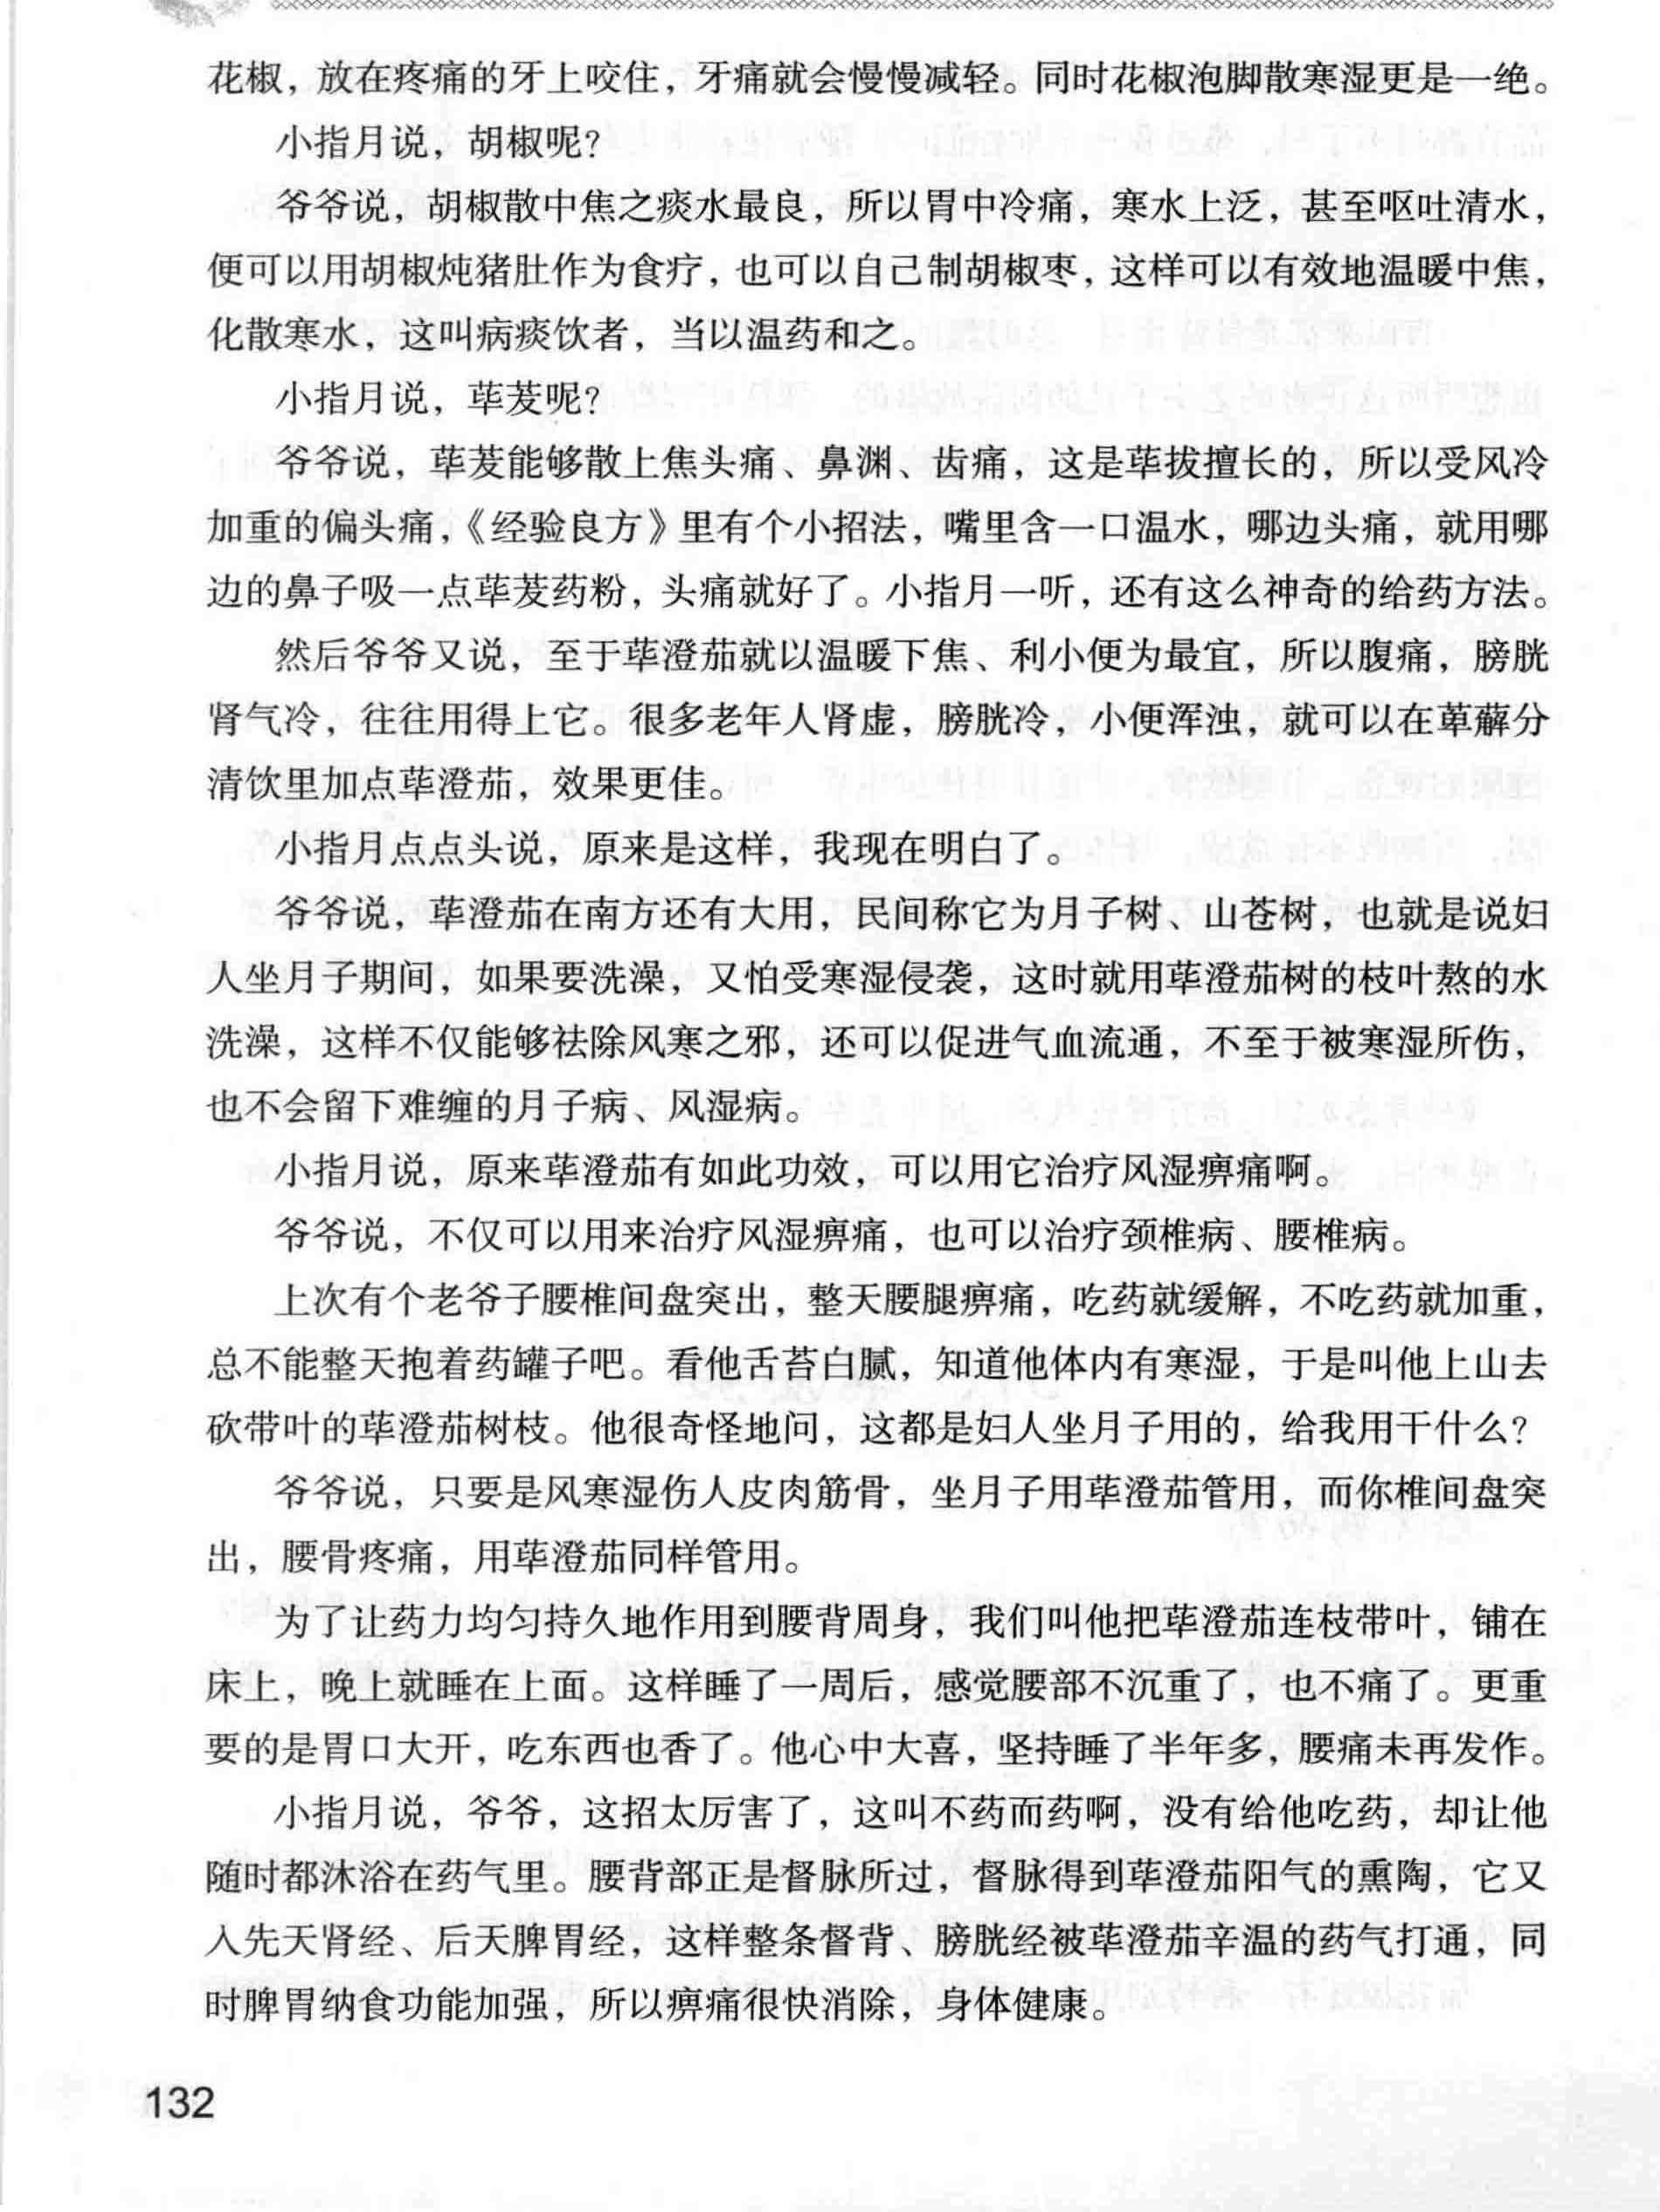 花椒，放在疼痛的牙上咬住，牙痛就会慢慢减轻。同时花椒泡脚散寒湿更是一绝。
小指月说，胡椒呢？
爷爷说，胡椒散中焦之痰水最良，所以胃中冷痛，寒水上泛，甚至呕吐清水，
便可以用胡椒炖猪肚作为食疗，也可以自己制胡椒枣，这样可以有效地温暖中焦，
化散寒水，这叫病痰饮者，当以温药和之。
小指月说，荜茇呢？
爷爷说，荜茇能够散上焦头痛、鼻渊、齿痛，这是荜拔擅长的，所以受风冷
加重的偏头痛，《经验良方》里有个小招法，嘴里含一口温水，哪边头痛，就用哪
边的鼻子吸一点荜茇药粉，头痛就好了。小指月一听，还有这么神奇的给药方法。
然后爷爷又说，至于荜澄茄就以温暖下焦、利小便为最宜，所以腹痛，膀胱
肾气冷，往往用得上它。很多老年人肾虚，膀胱冷，小便浑浊，就可以在萆薢分
清饮里加点荜澄茄，效果更佳。
小指月点点头说，原来是这样，我现在明白了。
爷爷说，荜澄茄在南方还有大用，民间称它为月子树、山苍树，也就是说妇
人坐月子期间，如果要洗澡，又怕受寒湿侵袭，这时就用荜澄茄树的枝叶熬的水
洗澡，这样不仅能够祛除风寒之邪，还可以促进气血流通，不至于被寒湿所伤，
也不会留下难缠的月子病、风湿病。
小指月说，原来荜澄茄有如此功效，可以用它治疗风湿痹痛啊。
爷爷说，不仅可以用来治疗风湿痹痛，也可以治疗颈椎病、腰椎病。
上次有个老爷子腰椎间盘突出，整天腰腿痹痛，吃药就缓解，不吃药就加重，
总不能整天抱着药罐子吧。看他舌苔白腻，知道他体内有寒湿，于是叫他上山去
砍带叶的荜澄茄树枝。他很奇怪地问，这都是妇人坐月子用的，给我用干什么？
爷爷说，只要是风寒湿伤人皮肉筋骨，坐月子用荜澄茄管用，而你椎间盘突
出，腰骨疼痛，用荜澄茄同样管用。
为了让药力均匀持久地作用到腰背周身，我们叫他把荜澄茄连枝带叶，铺在
床上，晚上就睡在上面。这样睡了一周后，感觉腰部不沉重了，也不痛了。更重
要的是胃口大开，吃东西也香了。他心中大喜，坚持睡了半年多，腰痛未再发作。
小指月说，爷爷，这招太厉害了，这叫不药而药啊，没有给他吃药，却让他
随时都沐浴在药气里。腰背部正是督脉所过，督脉得到荜澄茄阳气的熏陶，它又
入先天肾经、后天脾胃经，这样整条督背、膀胱经被荜澄茄辛温的药气打通，同
时脾胃纳食功能加强，所以痹痛很快消除，身体健康。
132